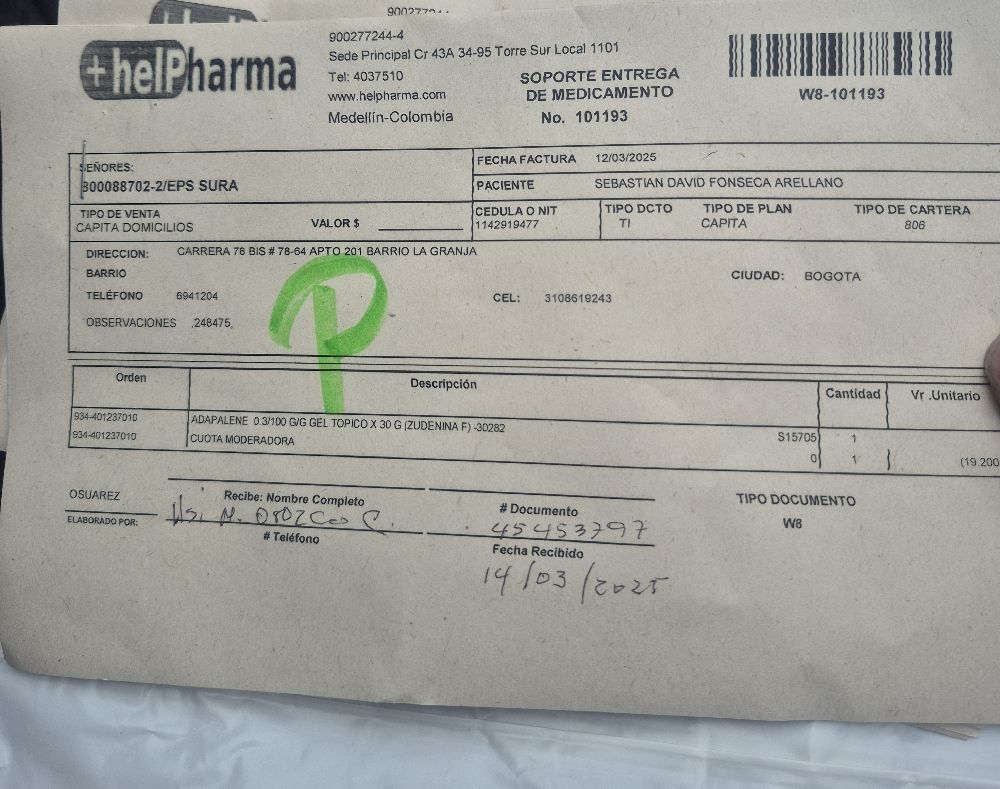 900277244-4
+helPharma
Sede Principal Cr 43A 34-95 Torre Sur Local 1101
Tel: 4037510
www.helpharma.com
Medellín-Colombia
SOPORTE ENTREGA
DE MEDICAMENTO
No. 101193
W8-101193
SEÑORES:
800088702-2/EPS SURA
FECHA FACTURA 12/03/2025
PACIENTE SEBASTIAN DAVID FONSECA ARELLANO
TIPO DE VENTA
CAPITA DOMICILIOS
VALOR $
CEDULA O NIT
1142919477
TIPO DCTO
TI
TIPO DE PLAN
CAPITA
TIPO DE CARTERA
806
DIRECCION: CARRERA 78 BIS # 78-64 APTO 201 BARRIO LA GRANJA
BARRIO
CIUDAD: BOGOTA
TELÉFONO 6941204
CEL: 3108619243
OBSERVACIONES .248475,
P
Orden Descripción Cantidad Vr .Unitario
934-401237010 ADAPALENE 0.3/100 G/G GEL TOPICO X 30 G (ZUDENINA F) -30282 S15705 1
934-401237010 CUOTA MODERADORA 0 1 (19.200
OSUAREZ
ELABORADO POR:
Recibe: Nombre Completo
M. Orozco C.
# Teléfono
# Documento
45453797
Fecha Recibido
14/03/2025
TIPO DOCUMENTO
W8